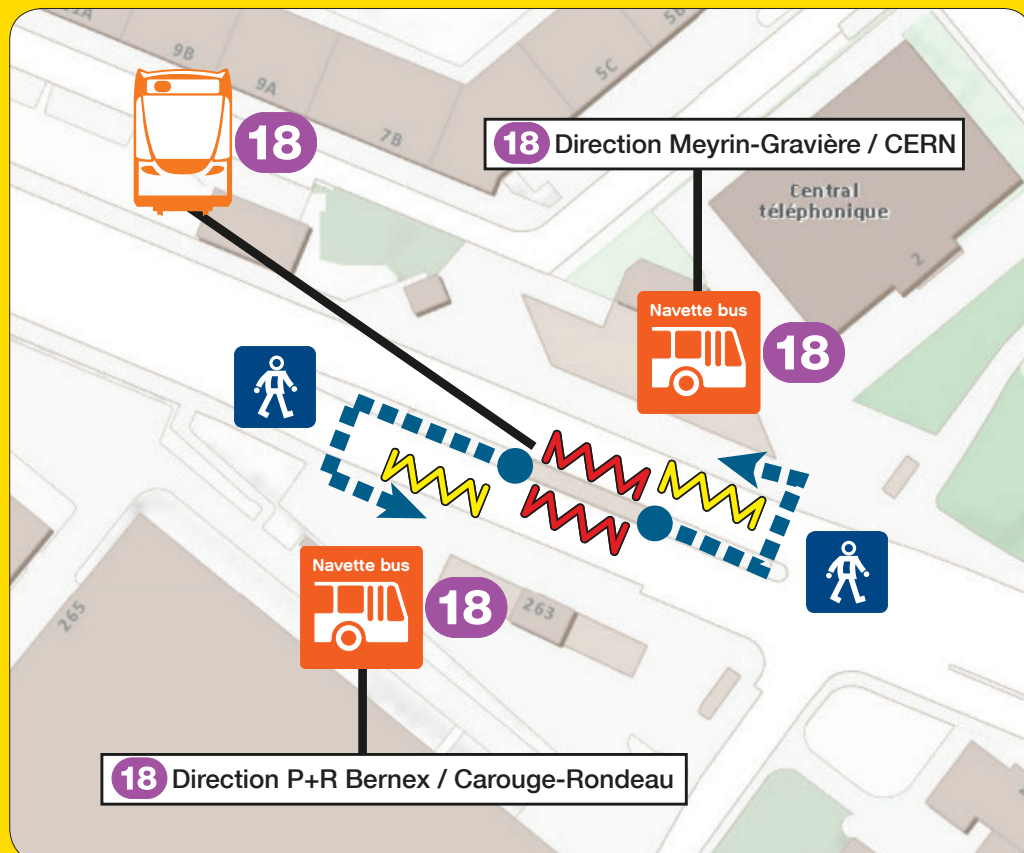 9B
9A
7B
5C
18
18 Direction Meyrin-Gravière / CERN
Central
téléphonique
2
Navette bus
18
Navette bus
18
263
265
18 Direction P+R Bernex / Carouge-Rondeau